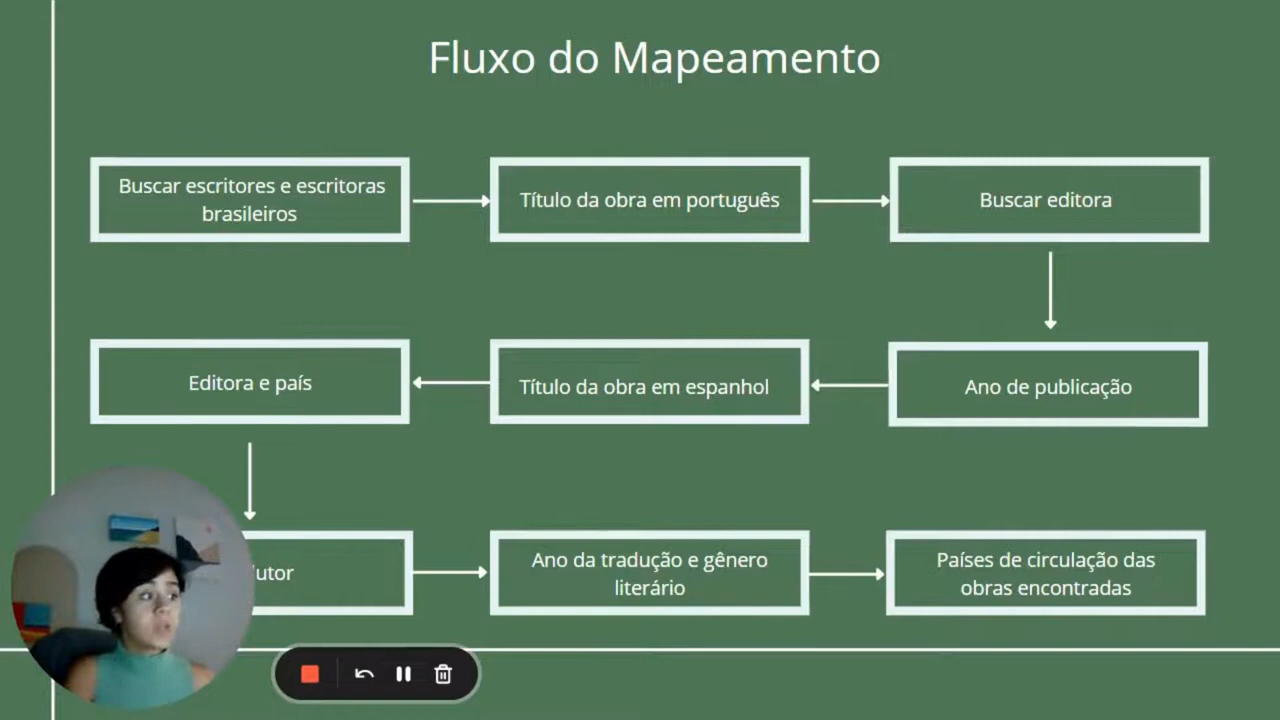 Fluxo do Mapeamento
Buscar escritores e escritoras
brasileiros
Título da obra em português
Buscar editora
Editora e país
Título da obra em espanhol
Ano de publicação
Ano da tradução e gênero
literário
Países de circulação das
obras encontradas